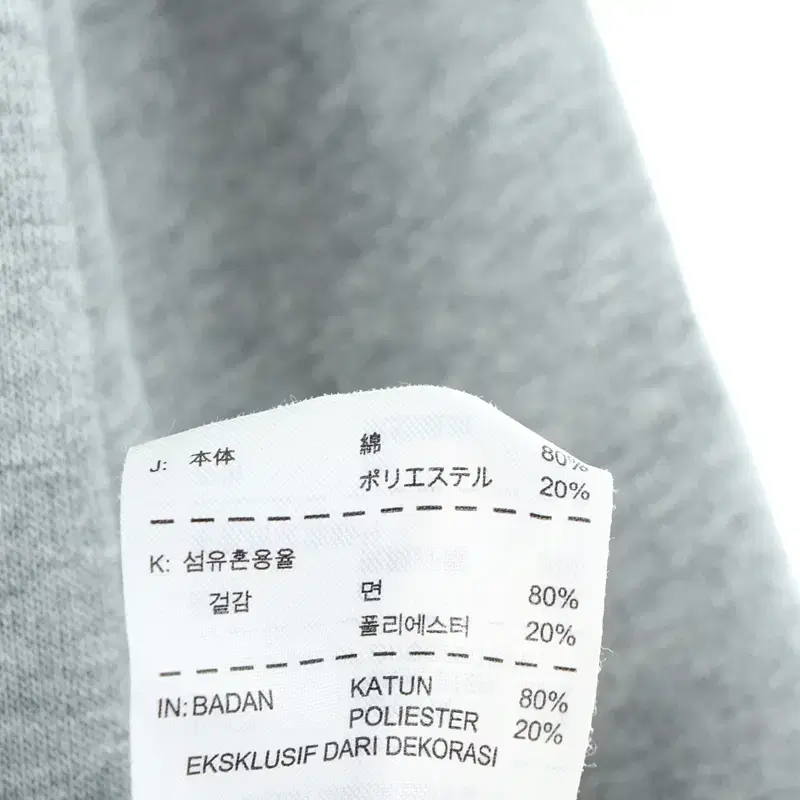 J: 本体 綿 80%
ポリエステル 20%
K: 섬유혼용율
겉감 면 80%
폴리에스터 20%
IN: BADAN KATUN 80%
POLIESTER 20%
EKSKLUSIF DARI DEKORASI